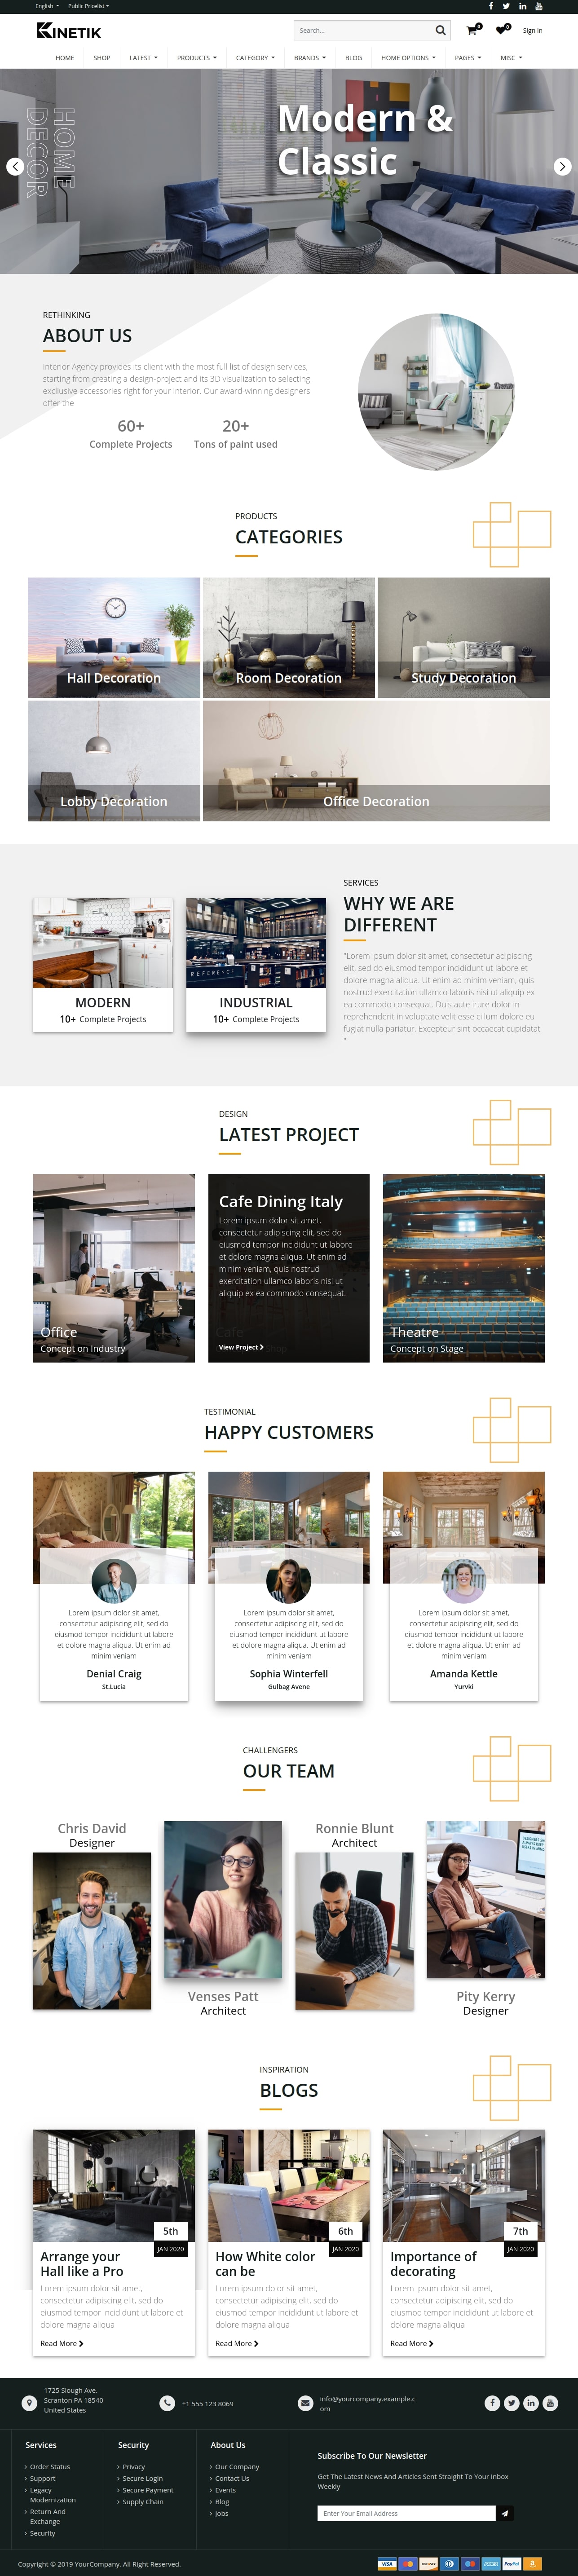 English
Public Pricelist
KINETIK
Search...
0
0
Sign in
HOME
SHOP
LATEST
PRODUCTS
CATEGORY
BRANDS
BLOG
HOME OPTIONS
PAGES
MISC
HOME
DECOR
Modern &
Classic
RETHINKING
ABOUT US
Interior Agency provides its client with the most full list of design services,
starting from creating a design-project and its 3D visualization to selecting
excliusive accessories right for your interior. Our award-winning designers
offer the
60+
Complete Projects
20+
Tons of paint used
PRODUCTS
CATEGORIES
Hall Decoration
Room Decoration
Study Decoration
Lobby Decoration
Office Decoration
REFERENCE
MODERN
10+ Complete Projects
INDUSTRIAL
10+ Complete Projects
SERVICES
WHY WE ARE
DIFFERENT
"Lorem ipsum dolor sit amet, consectetur adipiscing
elit, sed do eiusmod tempor incididunt ut labore et
dolore magna aliqua. Ut enim ad minim veniam, quis
nostrud exercitation ullamco laboris nisi ut aliquip ex
ea commodo consequat. Duis aute irure dolor in
reprehenderit in voluptate velit esse cillum dolore eu
fugiat nulla pariatur. Excepteur sint occaecat cupidatat
"
DESIGN
LATEST PROJECT
Office
Concept on Industry
Cafe Dining Italy
Lorem ipsum dolor sit amet,
consectetur adipiscing elit, sed do
eiusmod tempor incididunt ut labore
et dolore magna aliqua. Ut enim ad
minim veniam, quis nostrud
exercitation ullamco laboris nisi ut
aliquip ex ea commodo consequat.
Cafe
View Project
Theatre
Concept on Stage
TESTIMONIAL
HAPPY CUSTOMERS
Lorem ipsum dolor sit amet,
consectetur adipiscing elit, sed do
eiusmod tempor incididunt ut labore
et dolore magna aliqua. Ut enim ad
minim veniam
Denial Craig
St.Lucia
Lorem ipsum dolor sit amet,
consectetur adipiscing elit, sed do
eiusmod tempor incididunt ut labore
et dolore magna aliqua. Ut enim ad
minim veniam
Sophia Winterfell
Gulbag Avene
Lorem ipsum dolor sit amet,
consectetur adipiscing elit, sed do
eiusmod tempor incididunt ut labore
et dolore magna aliqua. Ut enim ad
minim veniam
Amanda Kettle
Yurvki
CHALLENGERS
OUR TEAM
Chris David
Designer
Venses Patt
Architect
Ronnie Blunt
Architect
Pity Kerry
Designer
INSPIRATION
BLOGS
5th
JAN 2020
Arrange your
Hall like a Pro
Lorem ipsum dolor sit amet,
consectetur adipiscing elit, sed do
eiusmod tempor incididunt ut labore et
dolore magna aliqua
Read More
6th
JAN 2020
How White color
can be
Lorem ipsum dolor sit amet,
consectetur adipiscing elit, sed do
eiusmod tempor incididunt ut labore et
dolore magna aliqua
Read More
7th
JAN 2020
Importance of
decorating
Lorem ipsum dolor sit amet,
consectetur adipiscing elit, sed do
eiusmod tempor incididunt ut labore et
dolore magna aliqua
Read More
1725 Slough Ave.
Scranton PA 18540
United States
+1 555 123 8069
info@yourcompany.example.c
om
Services
Order Status
Support
Legacy
Modernization
Return And
Exchange
Security
Security
Privacy
Secure Login
Secure Payment
Supply Chain
About Us
Our Company
Contact Us
Events
Blog
Jobs
Subscribe To Our Newsletter
Get The Latest News And Articles Sent Straight To Your Inbox
Weekly
Enter Your Email Address
Copyright © 2019 YourCompany. All Right Reserved.
VISA
DISCOVER
PayPal